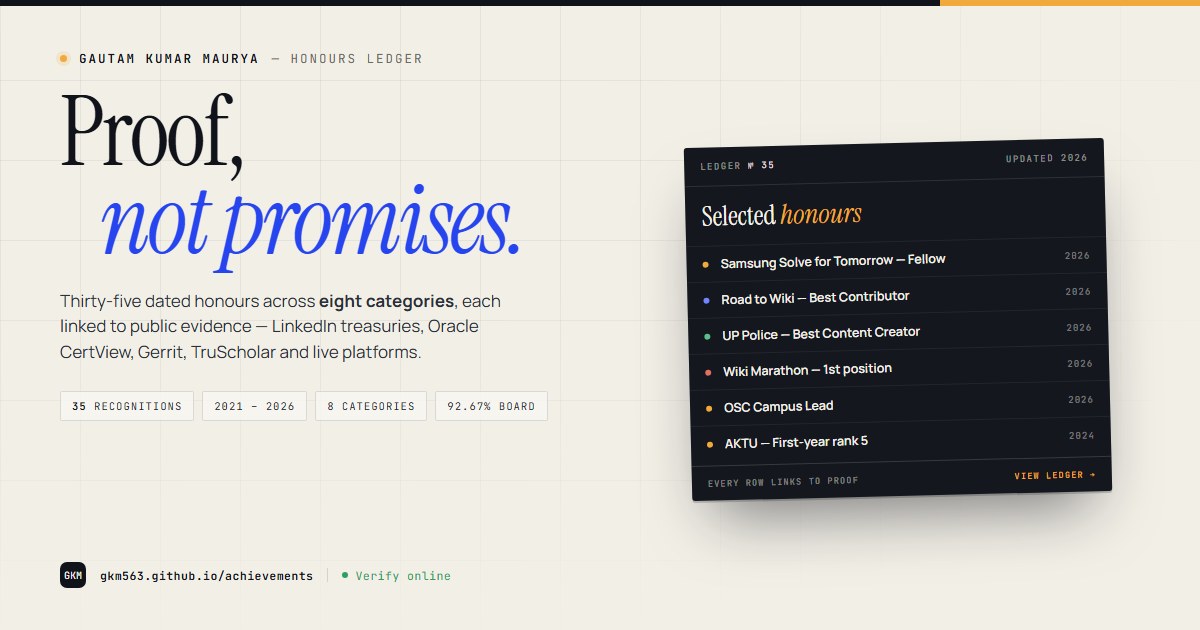 GAUTAM KUMAR MAURYA — HONOURS LEDGER
Proof,
not promises.
Thirty-five dated honours across eight categories, each
linked to public evidence — LinkedIn treasuries, Oracle
CertView, Gerrit, TruScholar and live platforms.
35 RECOGNITIONS
2021 – 2026
8 CATEGORIES
92.67% BOARD
LEDGER № 35
UPDATED 2026
Selected honours
Samsung Solve for Tomorrow — Fellow 2026
Road to Wiki — Best Contributor 2026
UP Police — Best Content Creator 2026
Wiki Marathon — 1st position 2026
OSC Campus Lead 2026
AKTU — First-year rank 5 2024
EVERY ROW LINKS TO PROOF
VIEW LEDGER →
GKM
gkm563.github.io/achievements
Verify online